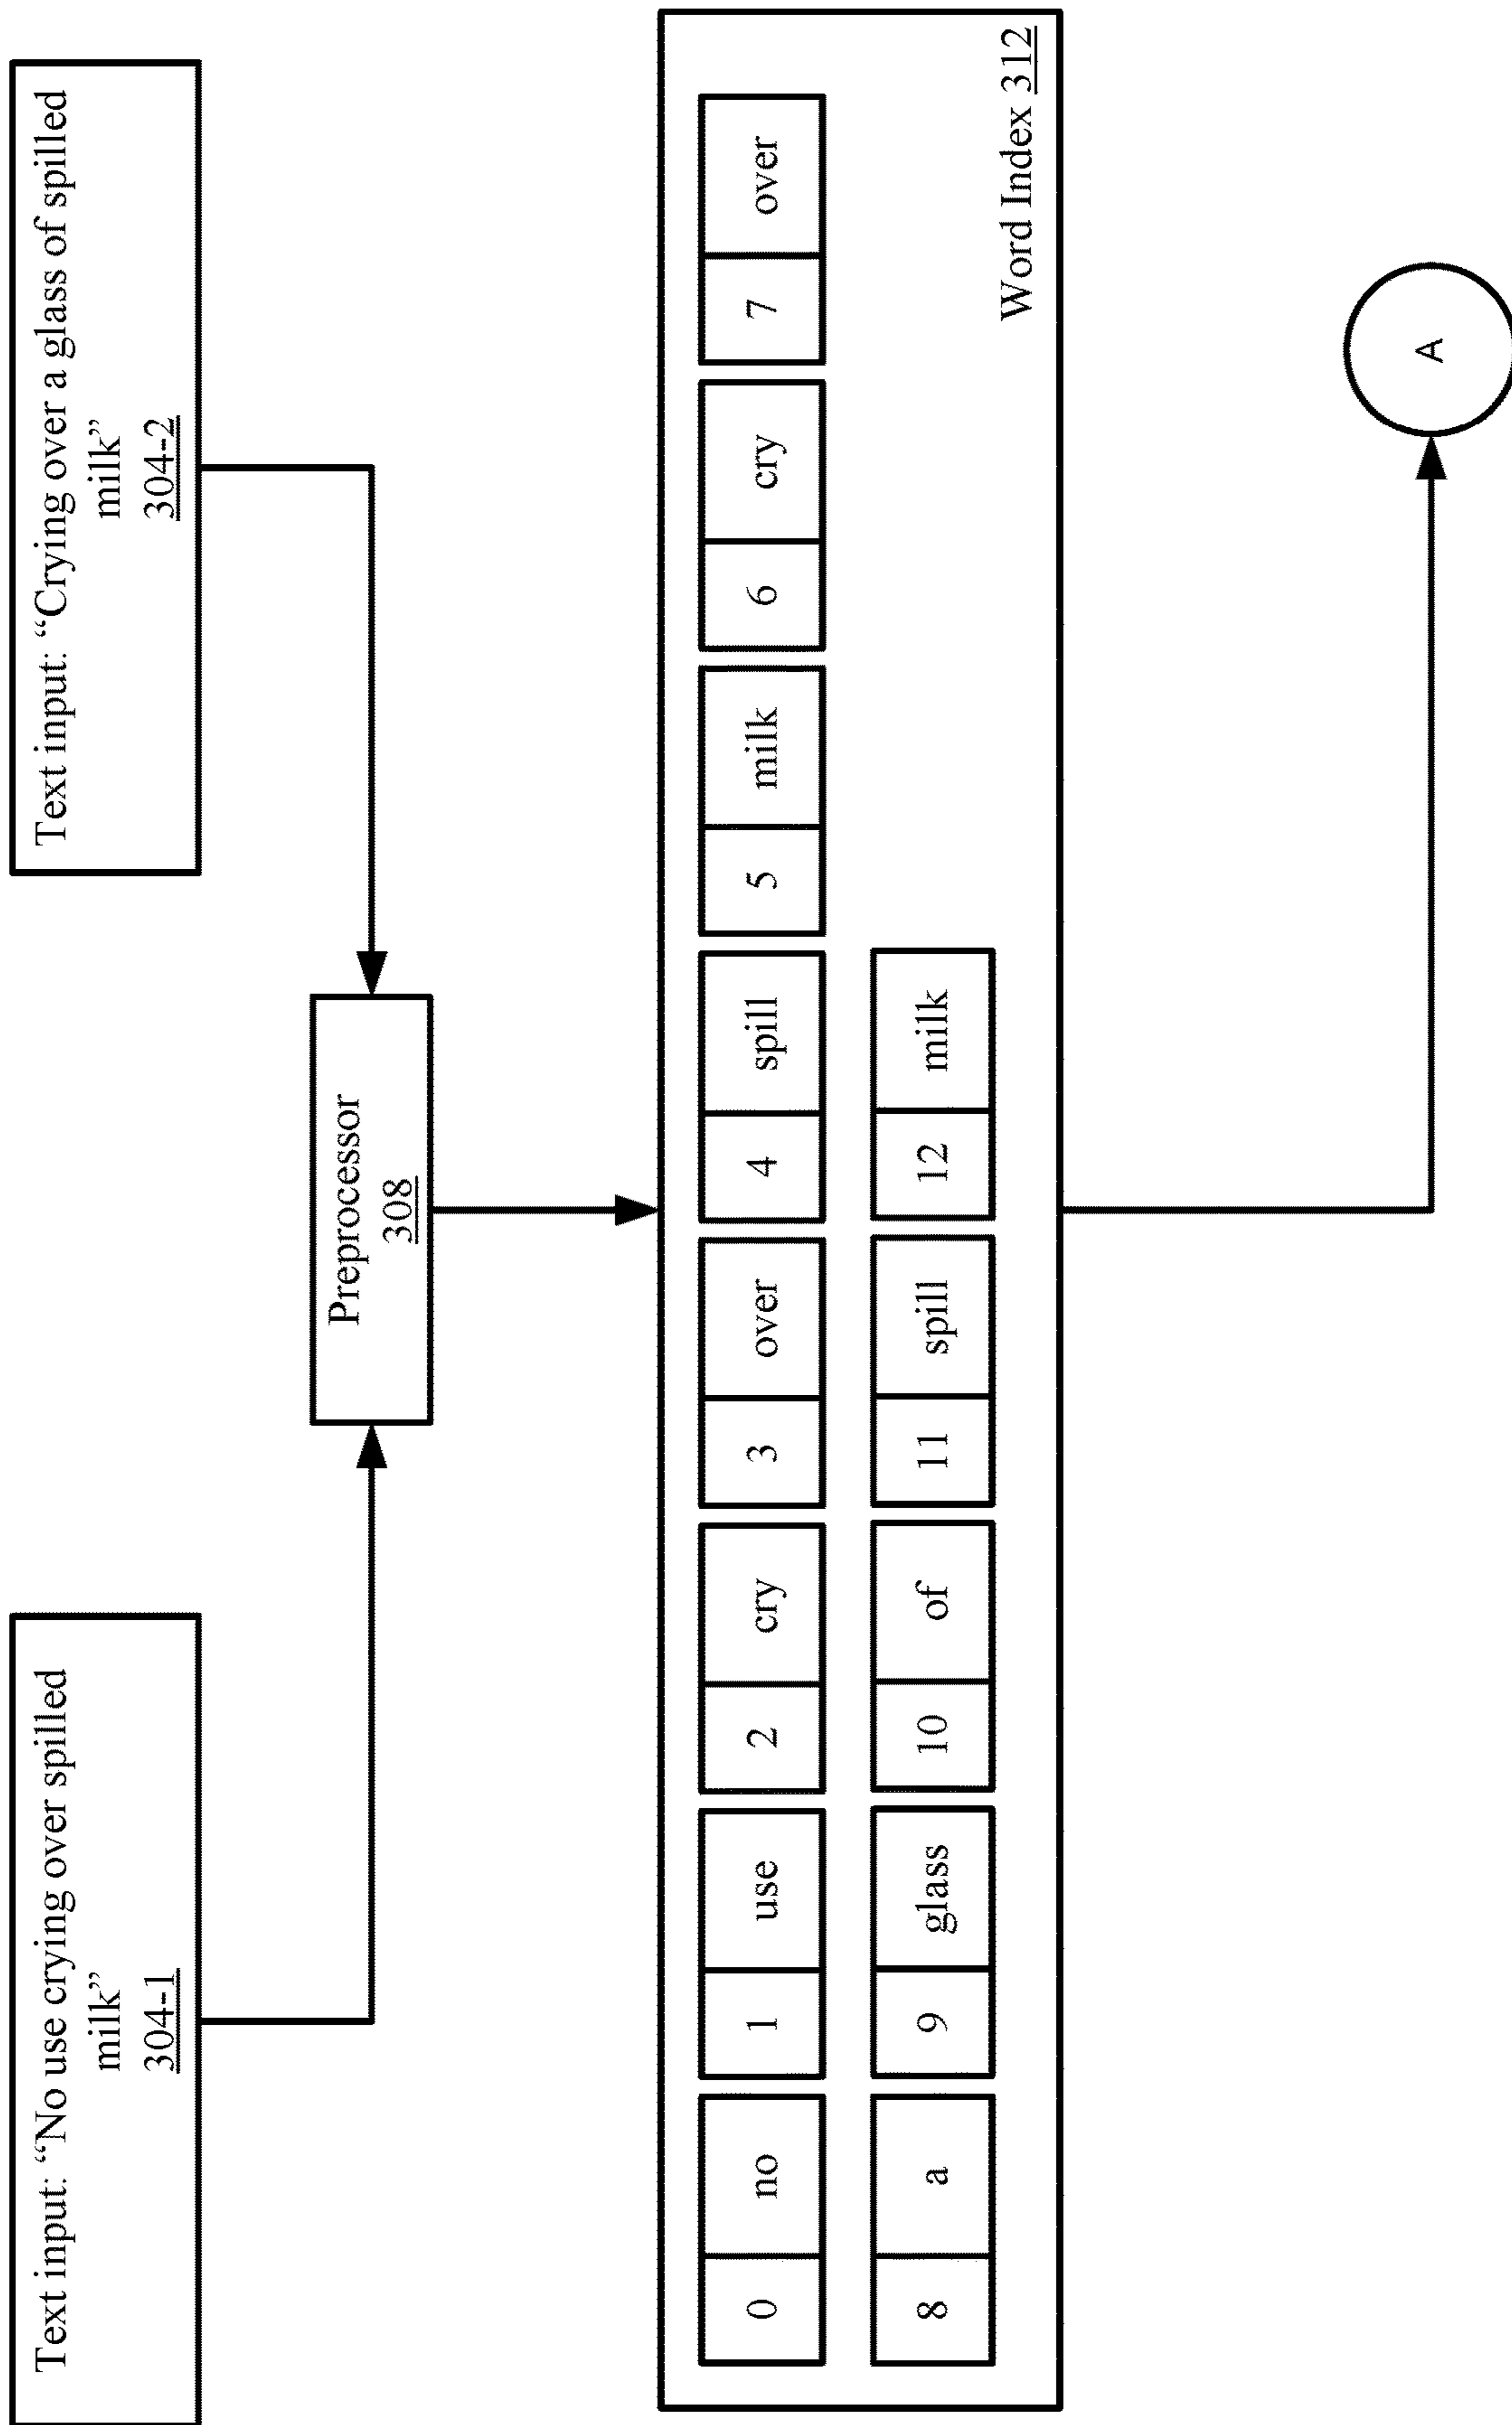 Text input: “No use crying over spilled
milk”
304-1
Text input: “Crying over a glass of spilled
milk”
304-2
Preprocessor
308
0 no 1 use 2 cry 3 over 4 spill 5 milk 6 cry 7 over
8 a 9 glass 10 of 11 spill 12 milk
Word Index 312
A